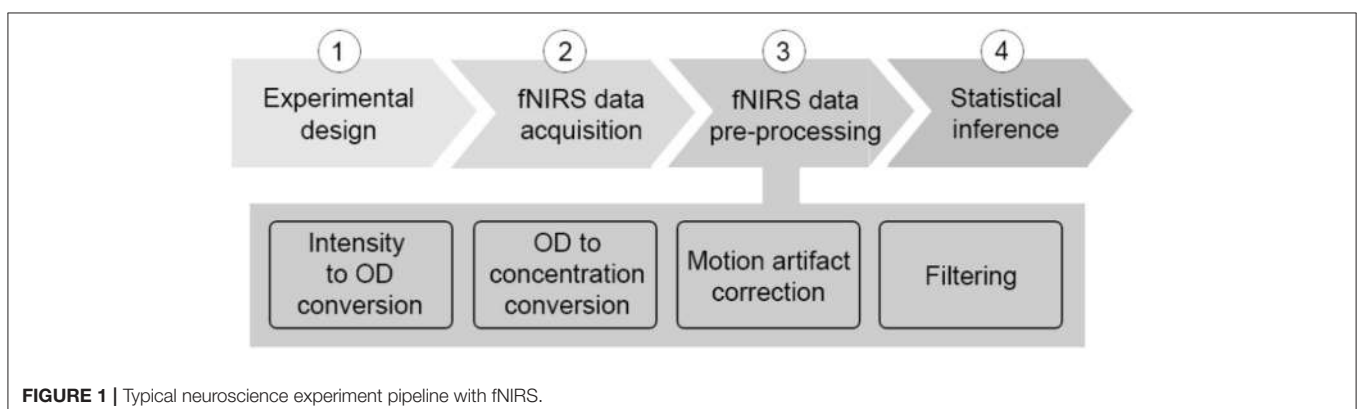 1
Experimental
design
2
fNIRS data
acquisition
3
fNIRS data
pre-processing
4
Statistical
inference
Intensity
to OD
conversion
OD to
concentration
conversion
Motion artifact
correction
Filtering
FIGURE 1 | Typical neuroscience experiment pipeline with fNIRS.